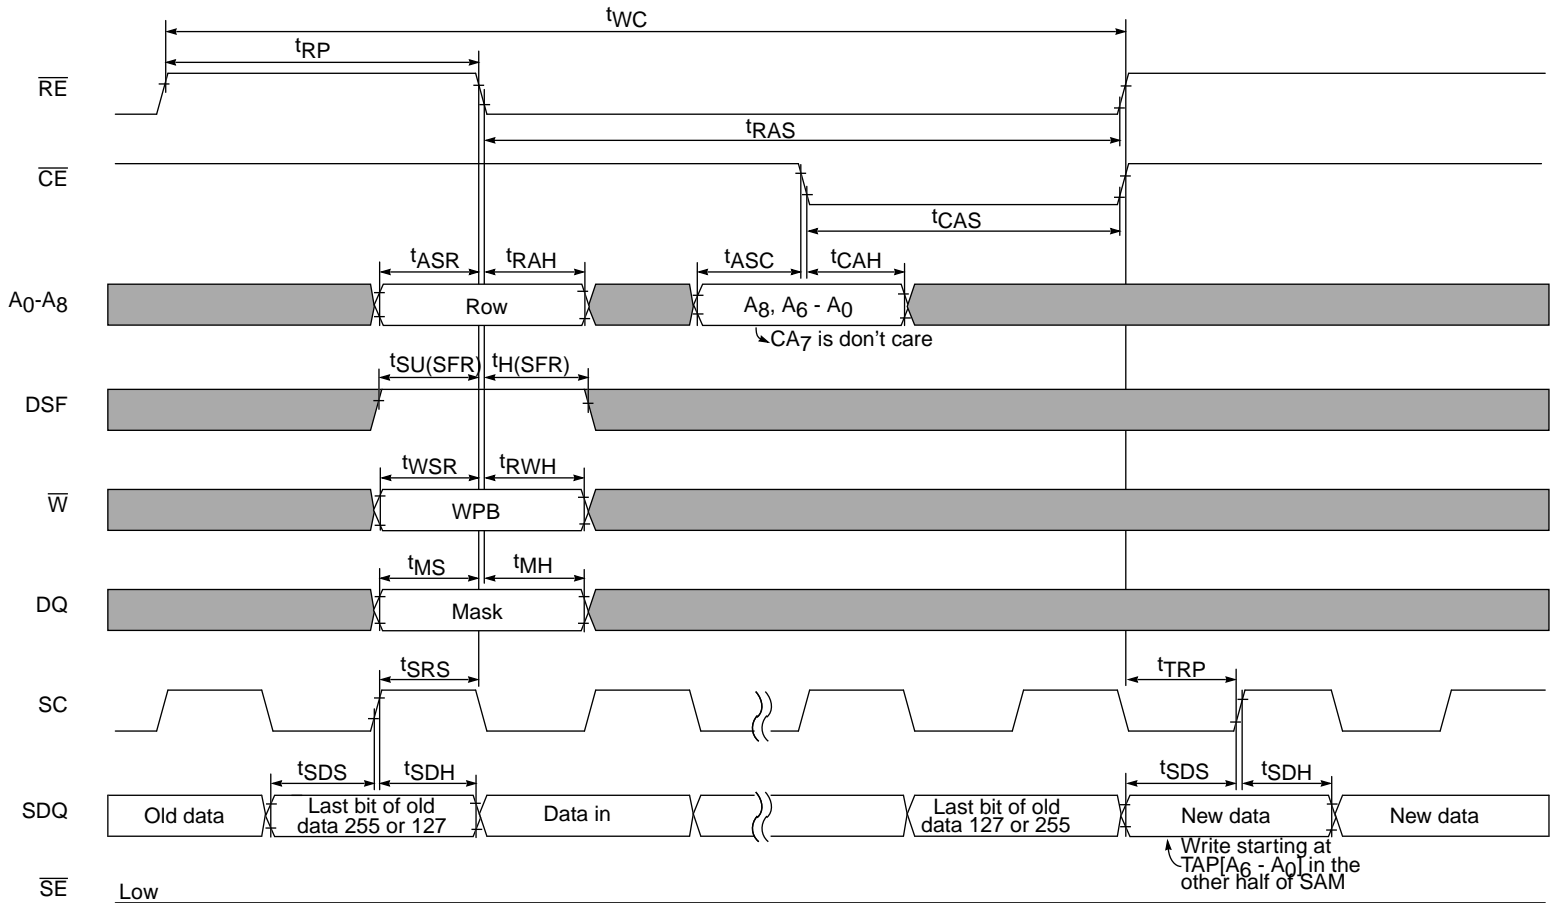 tWC
tRP
RE
tRAS
CE
tCAS
tASR tRAH tASC tCAH
A0-A8 Row A8, A6 - A0
CA7 is don't care
tSU(SFR) tH(SFR)
DSF
tWSR tRWH
W WPB
tMS tMH
DQ Mask
tSRS tTRP
SC
tSDS tSDH tSDS tSDH
SDQ Old data Last bit of old data 255 or 127 Data in Last bit of old data 127 or 255 New data New data
Write starting at
TAP[A6 - A0] in the
other half of SAM
SE Low